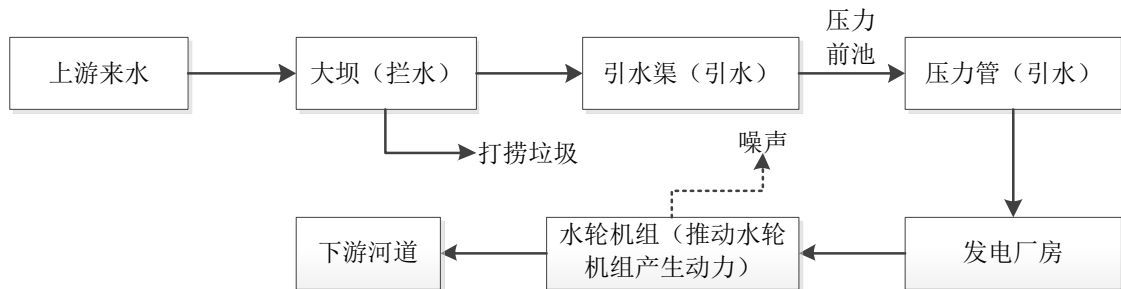 上游来水
大坝（拦水）
引水渠（引水）
压力
前池
压力管（引水）
打捞垃圾
噪声
下游河道
水轮机组（推动水轮
机组产生动力）
发电厂房